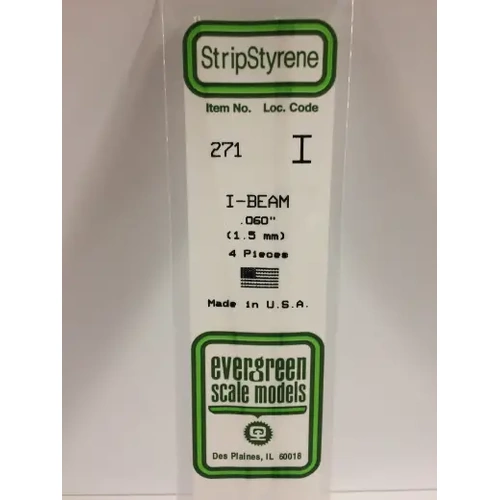 StripStyrene
Item No. Loc. Code
271 I
I-BEAM
.060"
(1.5 mm)
4 Pieces
Made in U.S.A.
evergreen
scale models
Des Plaines, IL 60018